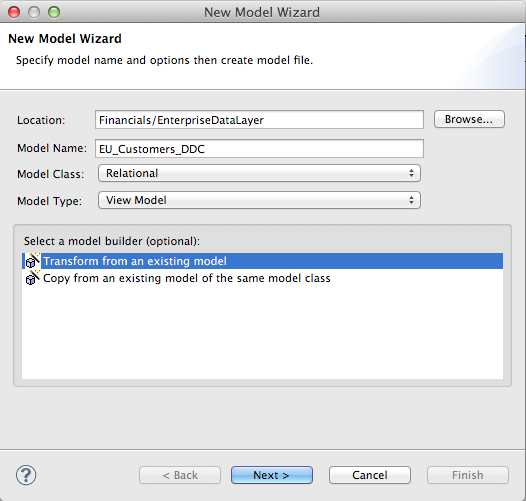 New Model Wizard
New Model Wizard
Specify model name and options then create model file.
Location: Financials/EnterpriseDataLayer Browse...
Model Name: EU_Customers_DDC
Model Class: Relational
Model Type: View Model
Select a model builder (optional):
Transform from an existing model
Copy from an existing model of the same model class
? < Back Next > Cancel Finish